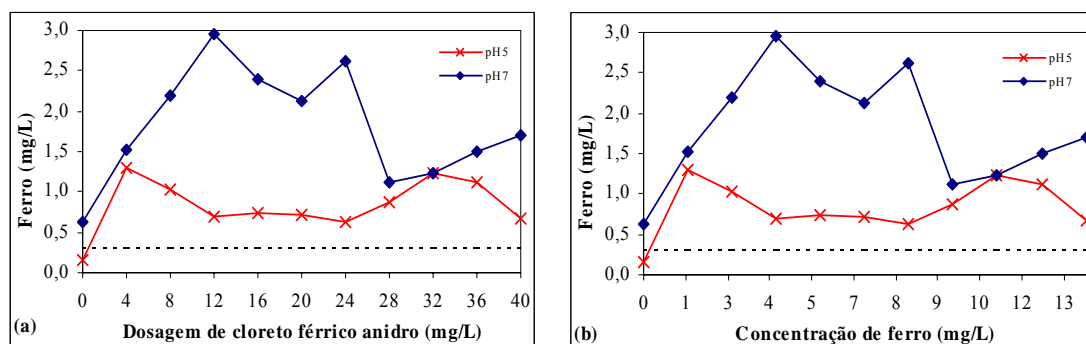 3,0
2,5
2,0
1,5
1,0
0,5
0,0
Ferro (mg/L)
pH5
pH7
0 4 8 12 16 20 24 28 32 36 40
(a) Dosagem de cloreto férrico anidro (mg/L)
3,0
2,5
2,0
1,5
1,0
0,5
0,0
Ferro (mg/L)
pH5
pH7
0 1 3 4 5 7 8 9 10 12 13
(b) Concentração de ferro (mg/L)